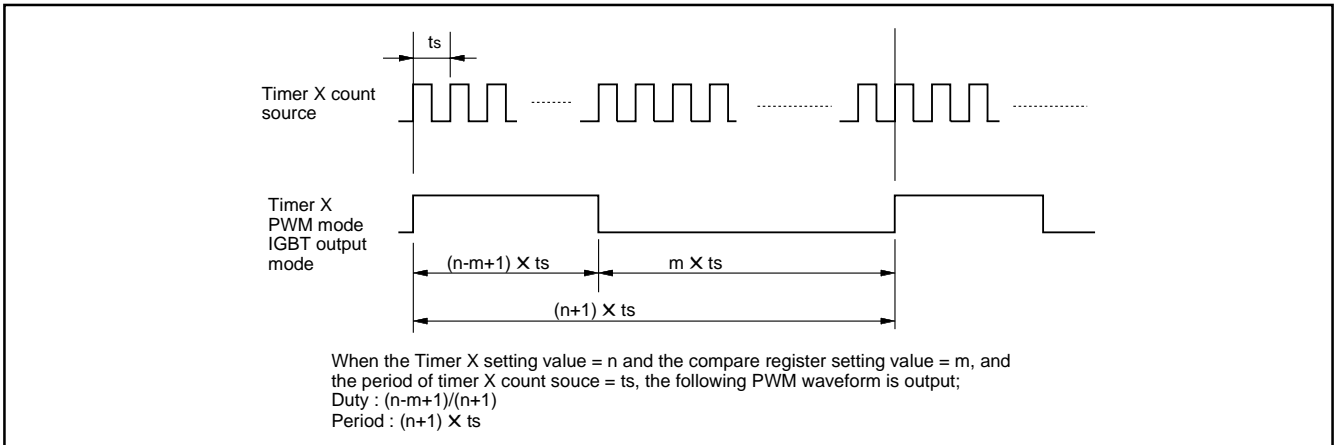 ts
Timer X count
source
Timer X
PWM mode
IGBT output
mode
(n-m+1) ✕ ts
m ✕ ts
(n+1) ✕ ts
When the Timer X setting value = n and the compare register setting value = m, and
the period of timer X count souce = ts, the following PWM waveform is output;
Duty : (n-m+1)/(n+1)
Period : (n+1) ✕ ts